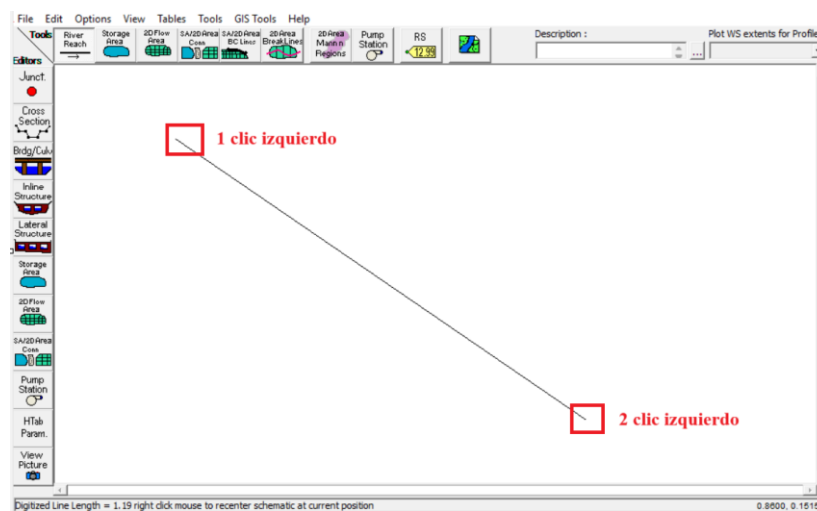 File Edit Options View Tables Tools GIS Tools Help
Tools
Editors
River
Reach
Storage
Area
2D Flow
Area
SA/2D Area
Conn
SA/2D Area
BC Lines
2D Area
BreakLines
2D Area
Mann n
Regions
Pump
Station
RS
12.99
Description :
...
Plot WS extents for Profile
Junct.
Cross
Section
Brdg/Culv
Inline
Structure
Lateral
Structure
Storage
Area
2D Flow
Area
SA/2D Area
Conn
Pump
Station
HTab
Param.
View
Picture
1 clic izquierdo
2 clic izquierdo
Digitized Line Length = 1.19 right click mouse to recenter schematic at current position
0.8600, 0.1515